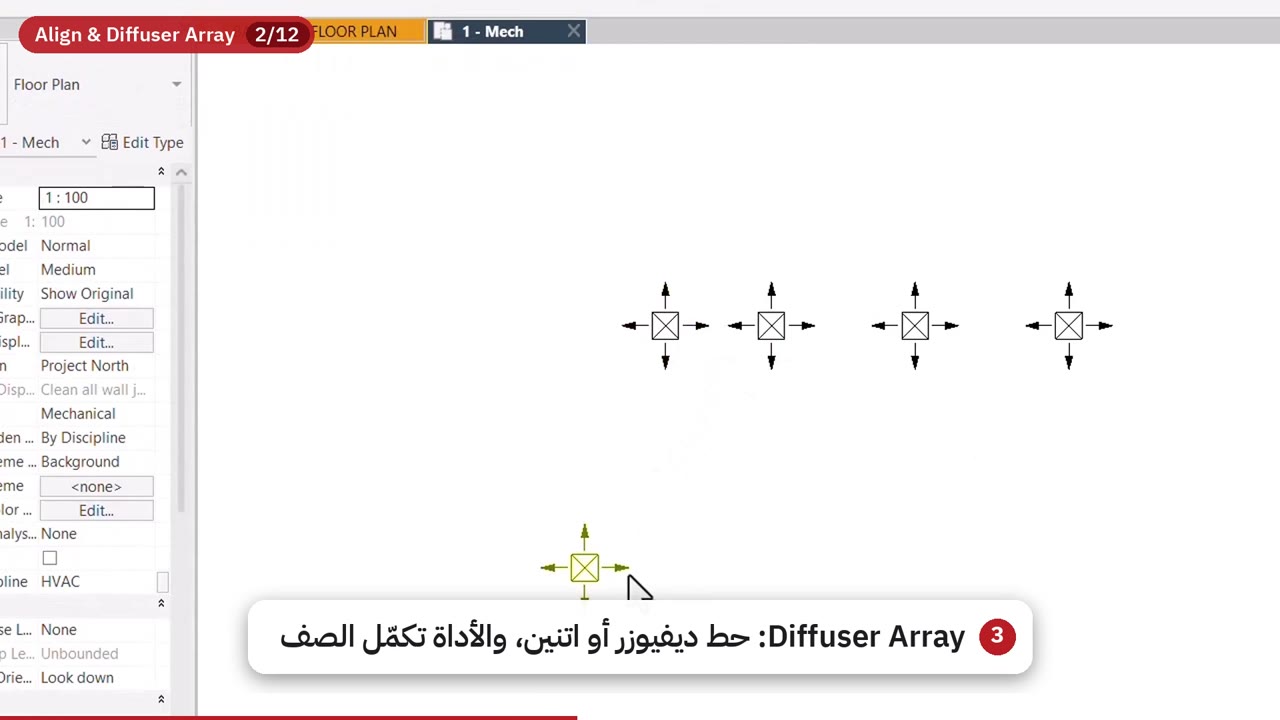 Align & Diffuser Array 2/12
FLOOR PLAN
1 - Mech
Floor Plan
1 - Mech
Edit Type
1 : 100
1: 100
Normal
Medium
Show Original
Edit...
Edit...
Project North
Clean all wall j...
Mechanical
By Discipline
Background
<none>
Edit...
None
HVAC
None
Unbounded
Look down
3 Diffuser Array: حط ديفيوزر أو اتنين، والأداة تكمّل الصف